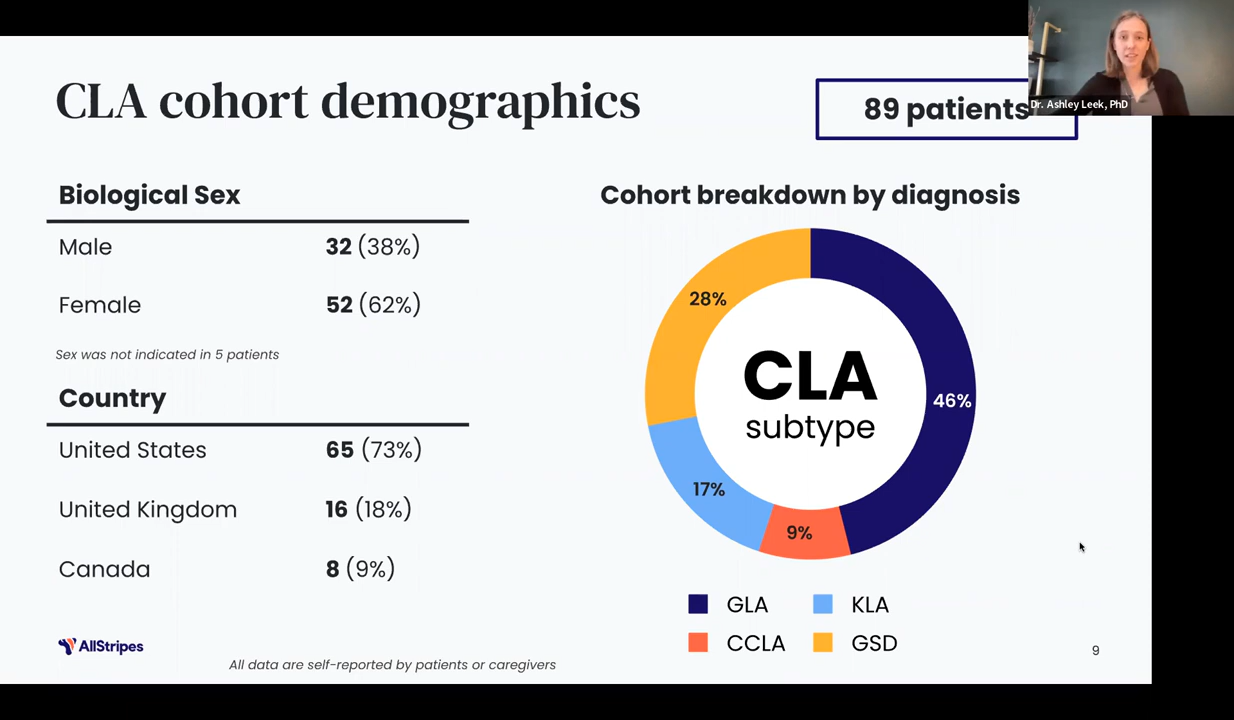 CLA cohort demographics
89 patients
Dr. Ashley Leek, PhD
Biological Sex
Male 32 (38%)
Female 52 (62%)
Sex was not indicated in 5 patients
Country
United States 65 (73%)
United Kingdom 16 (18%)
Canada 8 (9%)
Cohort breakdown by diagnosis
28%
46%
17%
9%
CLA
subtype
GLA
KLA
CCLA
GSD
AllStripes
All data are self-reported by patients or caregivers
9